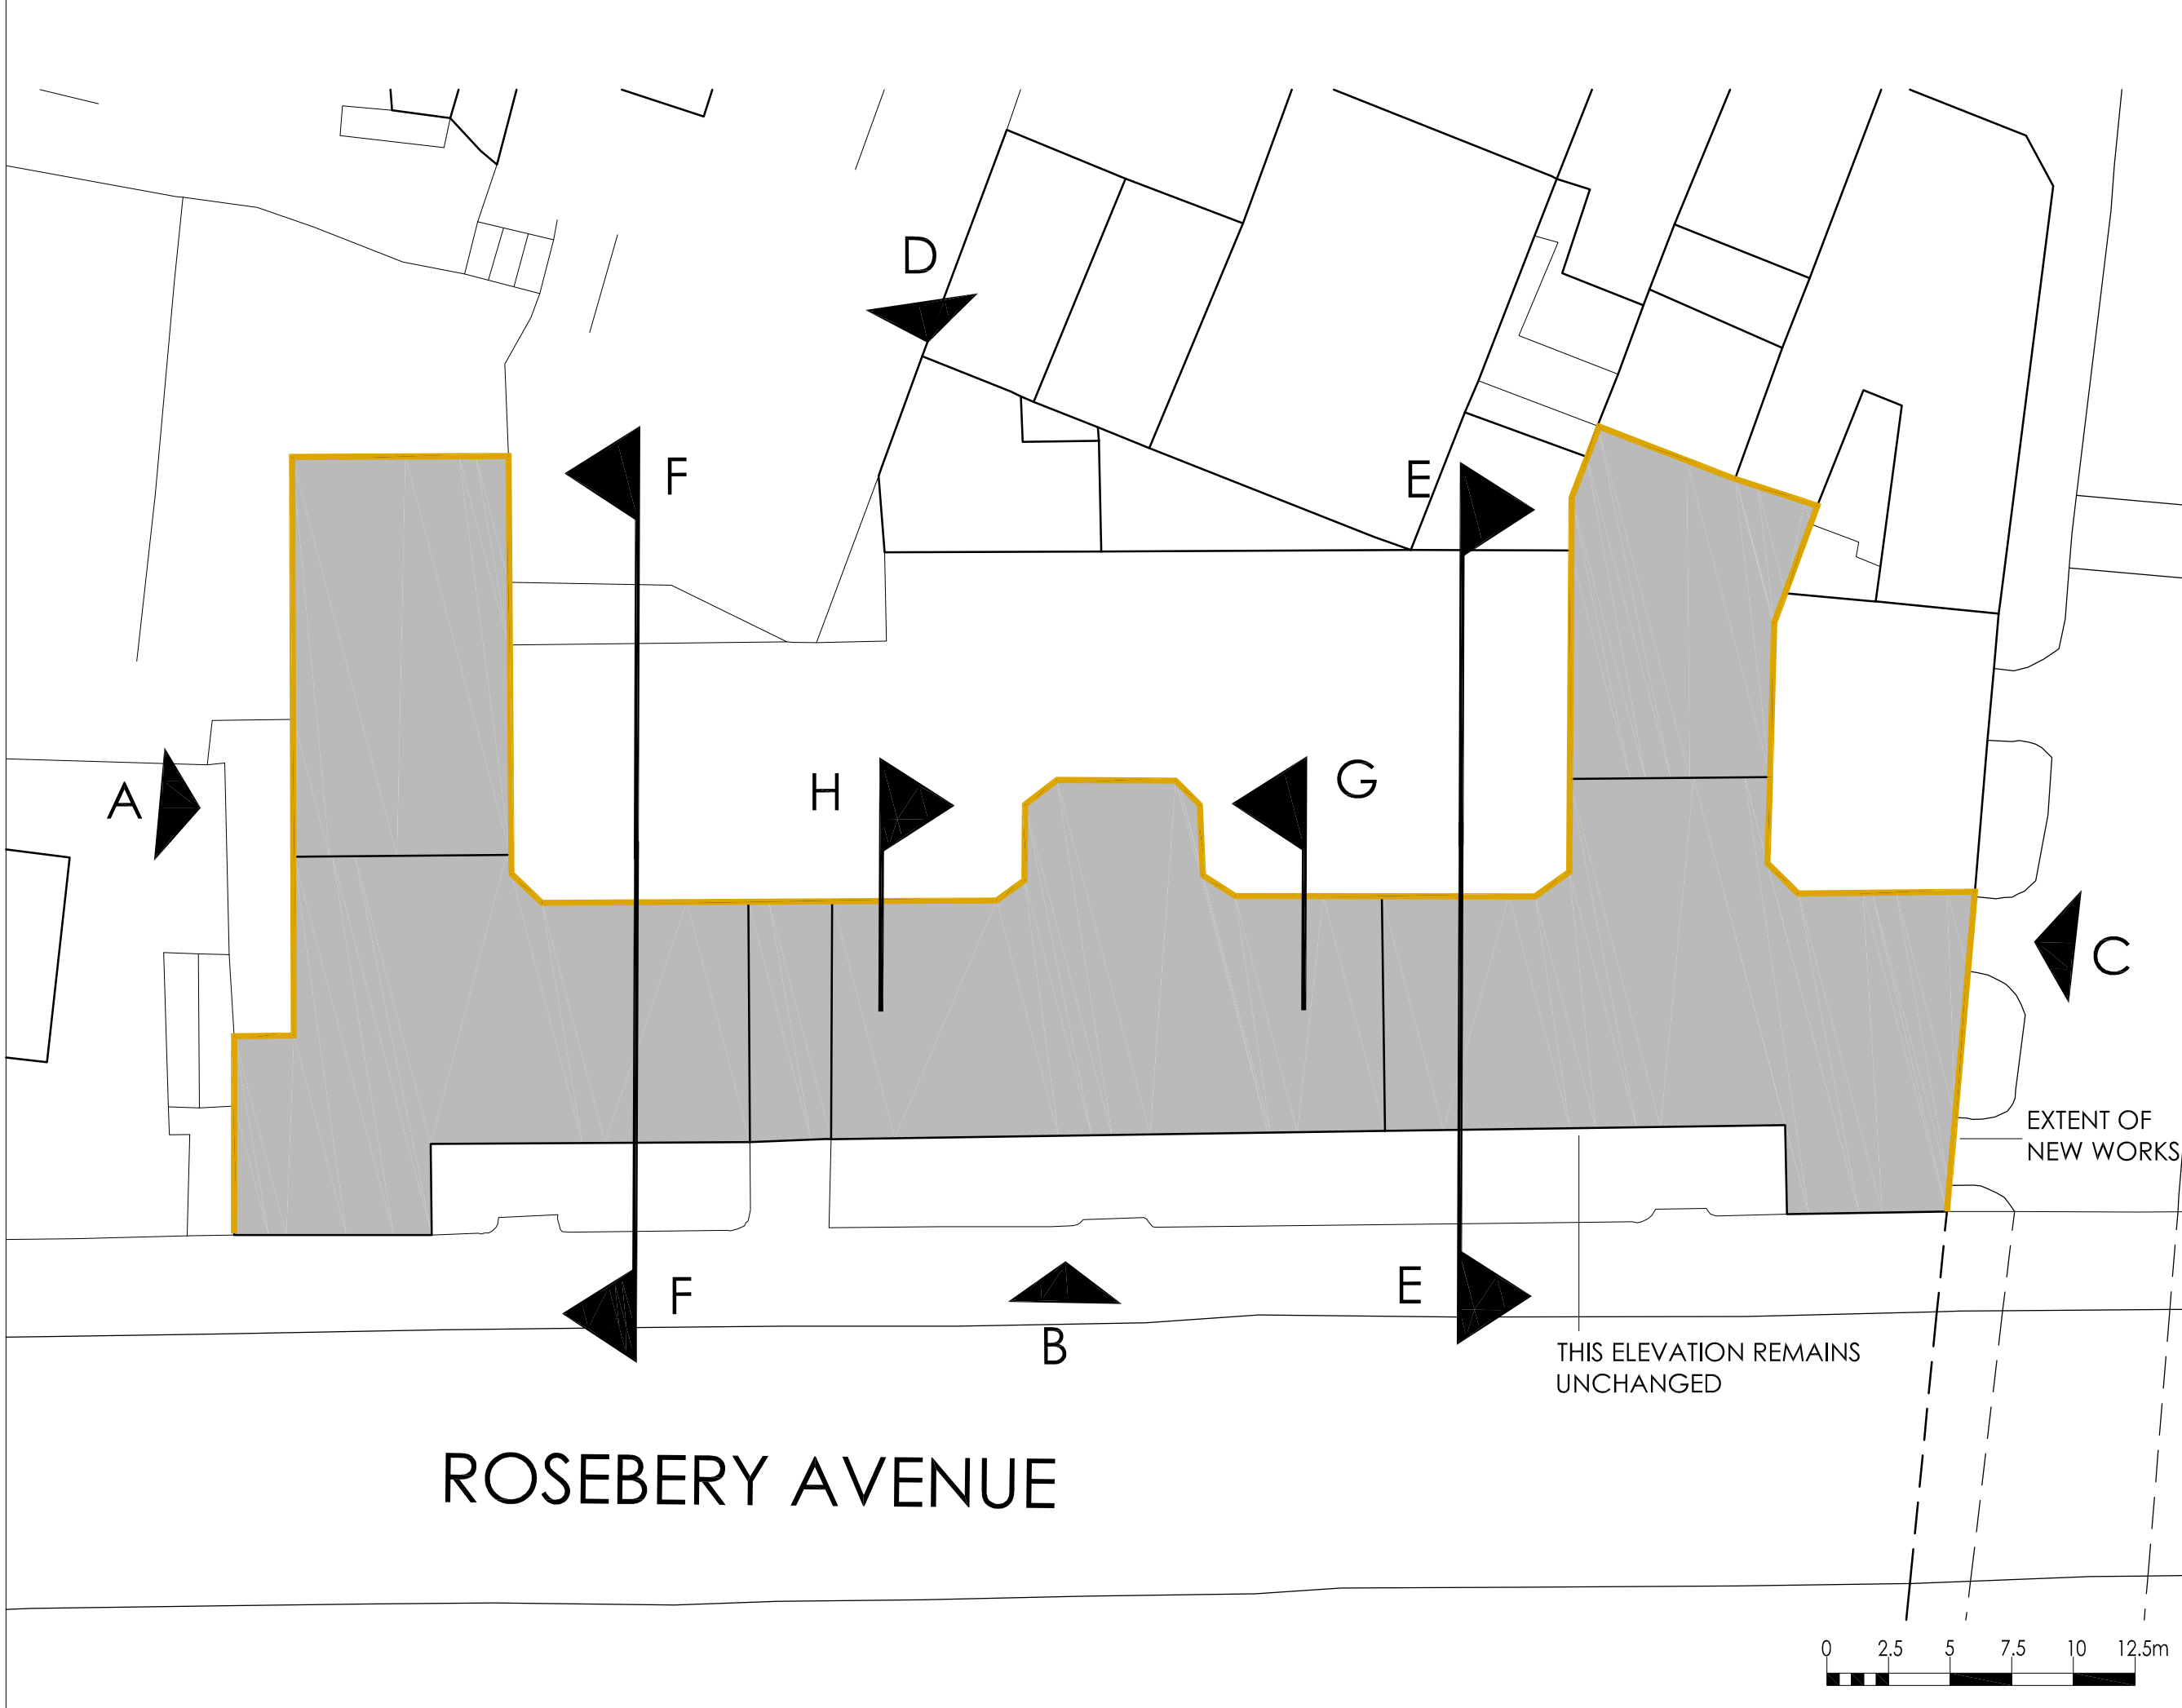 D
F
E
H
G
A
C
EXTENT OF
NEW WORKS
F
E
B
THIS ELEVATION REMAINS
UNCHANGED
ROSEBERY AVENUE
0 2.5 5 7.5 10 12.5m